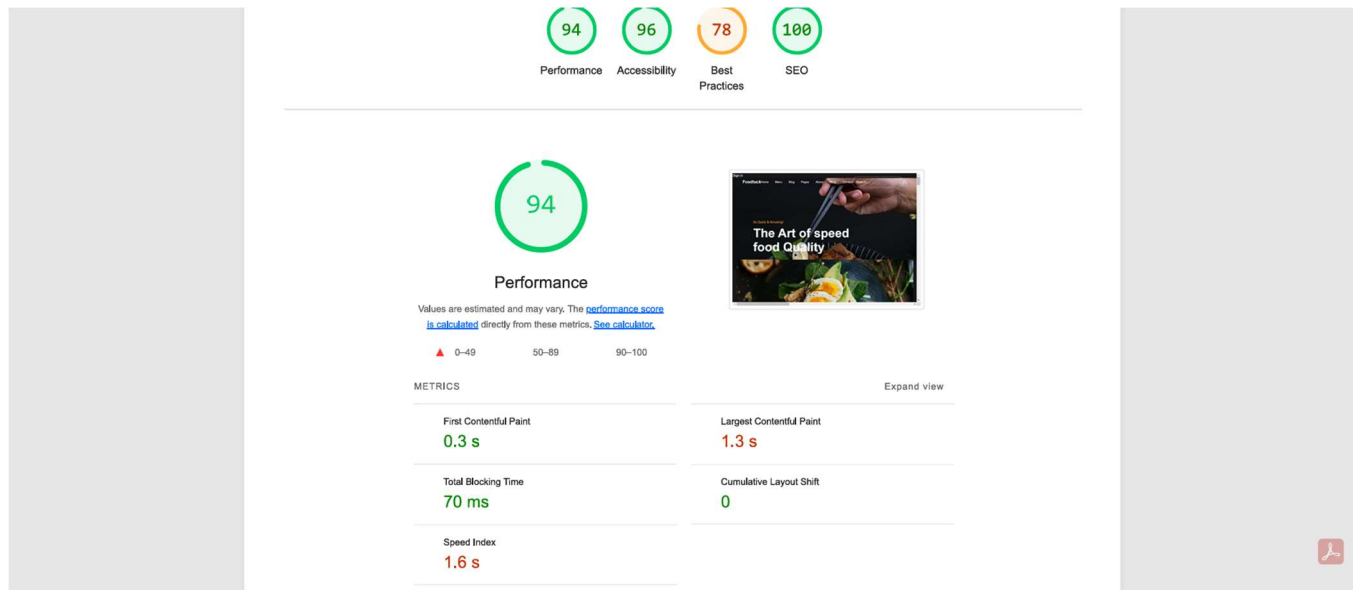 94
96
78
100
Performance
Accessibility
Best
Practices
SEO
94
Performance
Values are estimated and may vary. The performance score
is calculated directly from these metrics. See calculator.
0–49
50–89
90–100
The Art of speed
food Quality
METRICS
Expand view
First Contentful Paint
0.3 s
Largest Contentful Paint
1.3 s
Total Blocking Time
70 ms
Cumulative Layout Shift
0
Speed Index
1.6 s